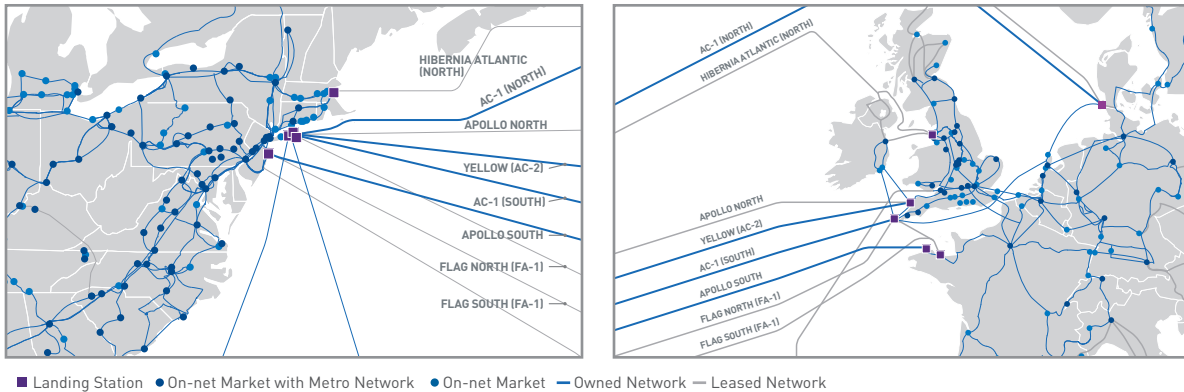 HIBERNIA ATLANTIC
(NORTH)
AC-1 (NORTH)
APOLLO NORTH
YELLOW (AC-2)
AC-1 (SOUTH)
APOLLO SOUTH
FLAG NORTH (FA-1)
FLAG SOUTH (FA-1)
AC-1 (NORTH)
HIBERNIA ATLANTIC (NORTH)
APOLLO NORTH
YELLOW (AC-2)
AC-1 (SOUTH)
APOLLO SOUTH
FLAG NORTH (FA-1)
FLAG SOUTH (FA-1)
Landing Station On-net Market with Metro Network On-net Market Owned Network Leased Network